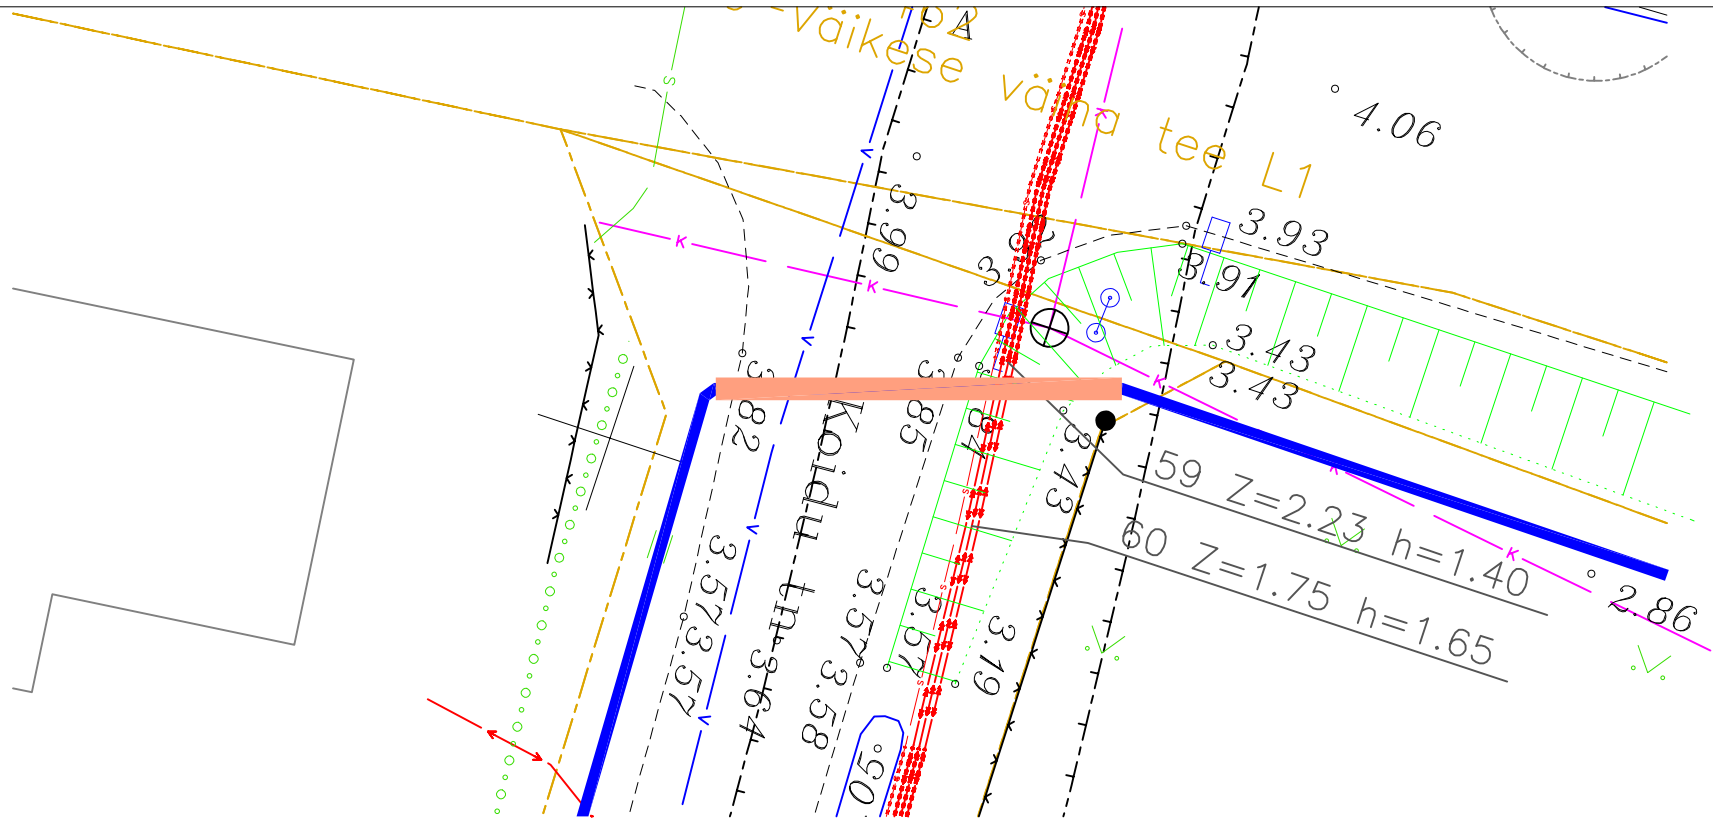 Väikese väina tee L1
4.06
3.99
3.93
3.91
3.43
3.43
3.82
3.85
3.43
Koidu tn
59 Z=2.23 h=1.40
60 Z=1.75 h=1.65
2.86
3.57
3.57
3.64
3.57
3.58
3.67
3.19
K
K
K
K
K
V
V
V
V
S